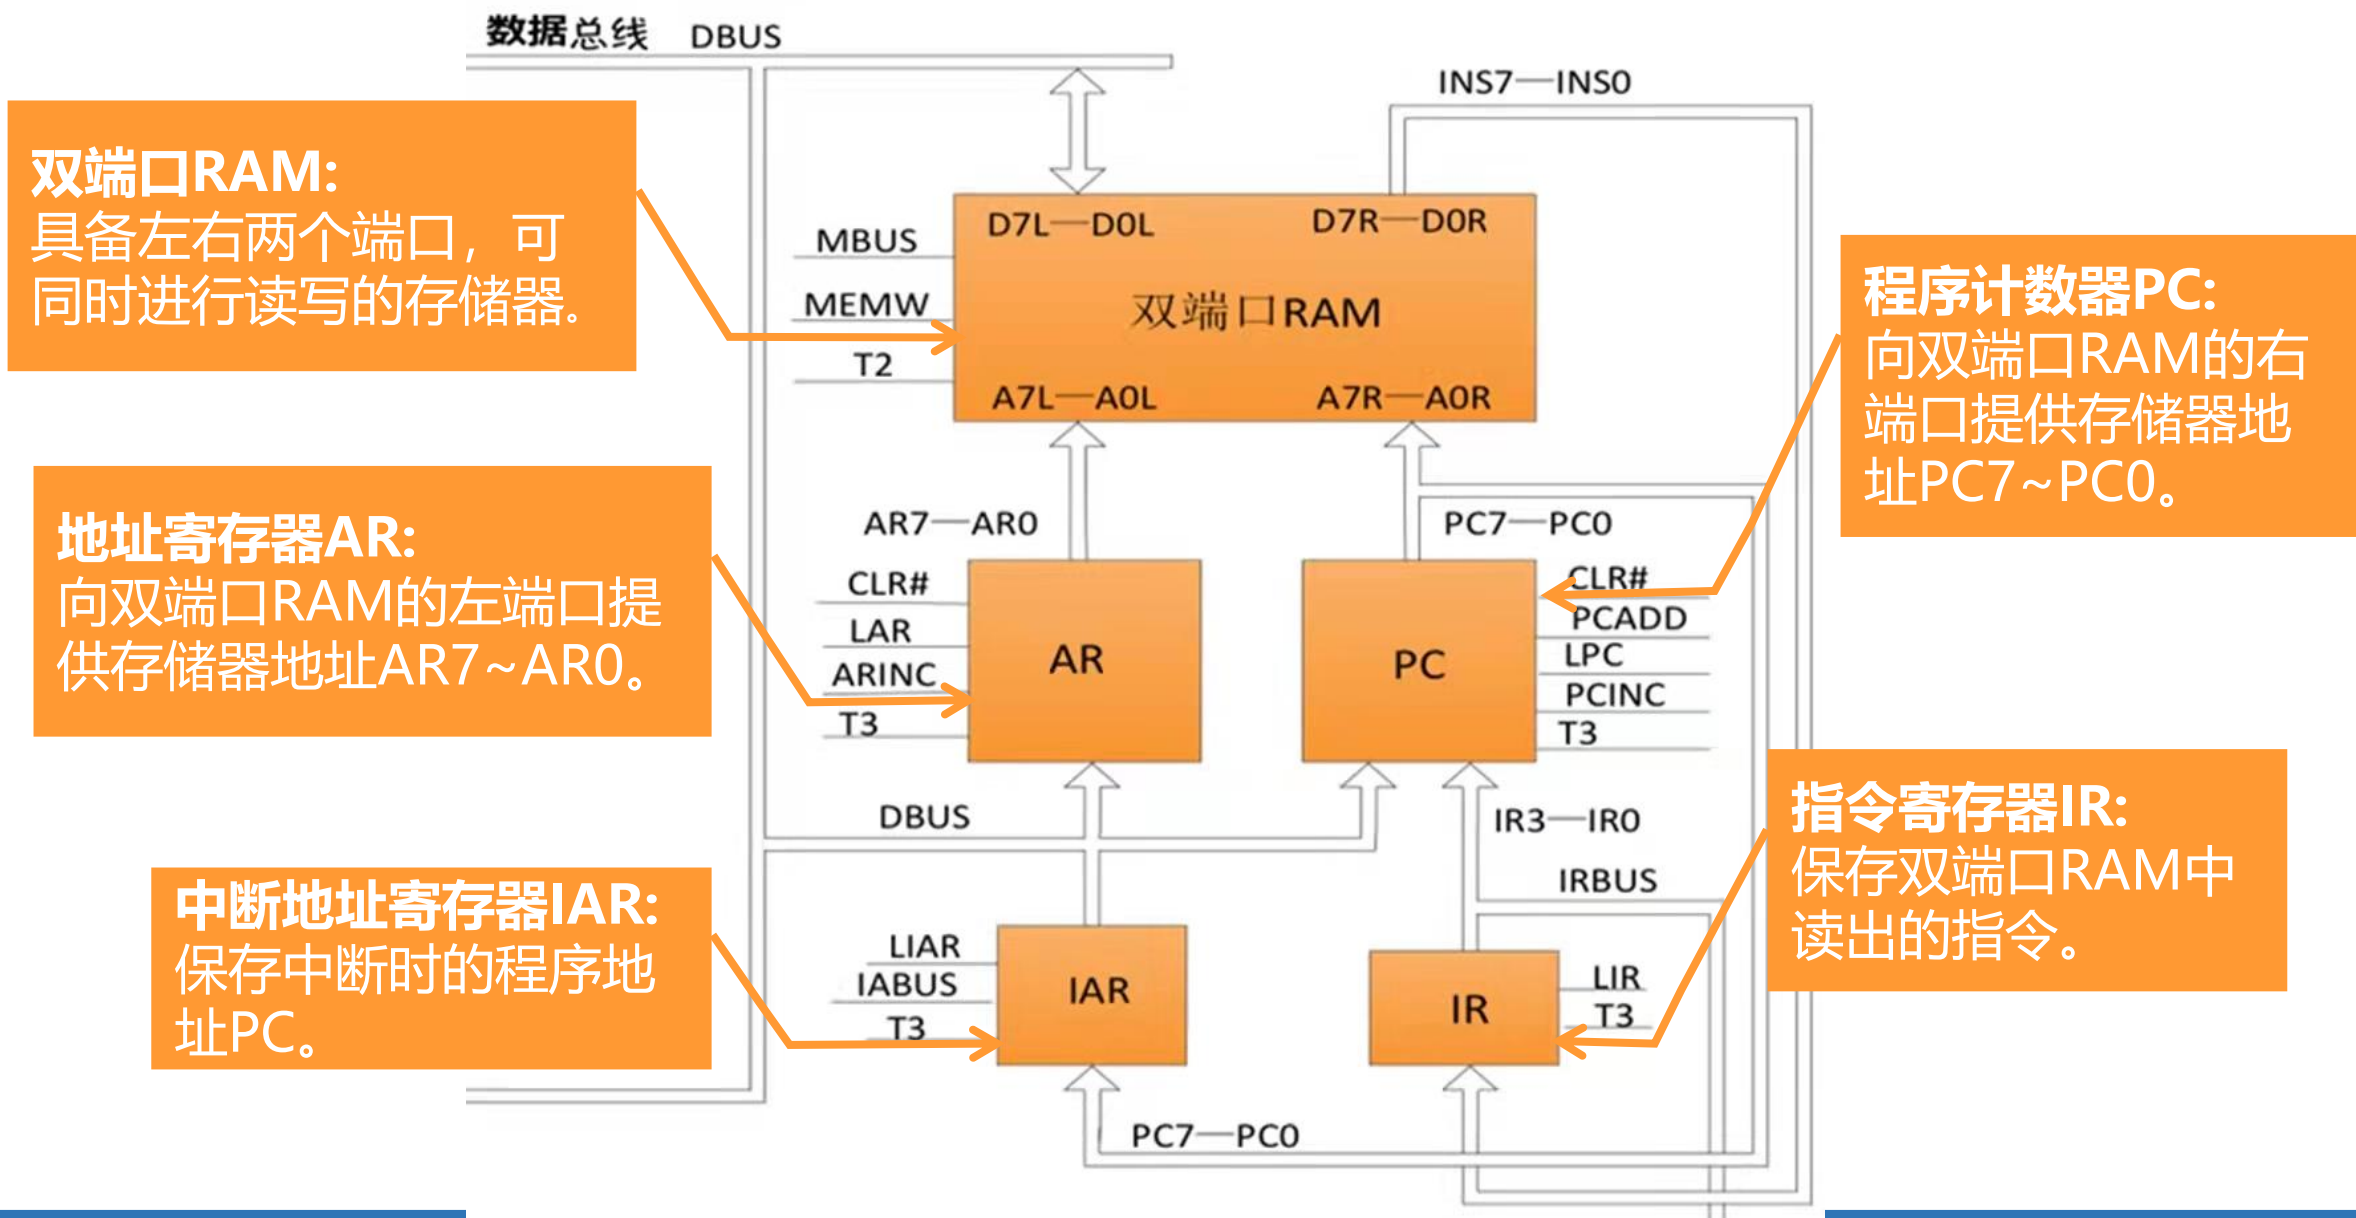 数据总线 DBUS
INS7—INS0
双端口RAM:
具备左右两个端口，可
同时进行读写的存储器。
D7L—D0L
D7R—D0R
MBUS
MEMW
T2
双端口RAM
A7L—A0L
A7R—A0R
程序计数器PC:
向双端口RAM的右
端口提供存储器地
址PC7~PC0。
地址寄存器AR:
向双端口RAM的左端口提
供存储器地址AR7~AR0。
AR7—AR0
PC7—PC0
CLR#
LAR
ARINC
T3
AR
PC
CLR#
PCADD
LPC
PCINC
T3
DBUS
IR3—IR0
IRBUS
指令寄存器IR:
保存双端口RAM中
读出的指令。
中断地址寄存器IAR:
保存中断时的程序地
址PC。
LIAR
IABUS
T3
IAR
IR
LIR
T3
PC7—PC0